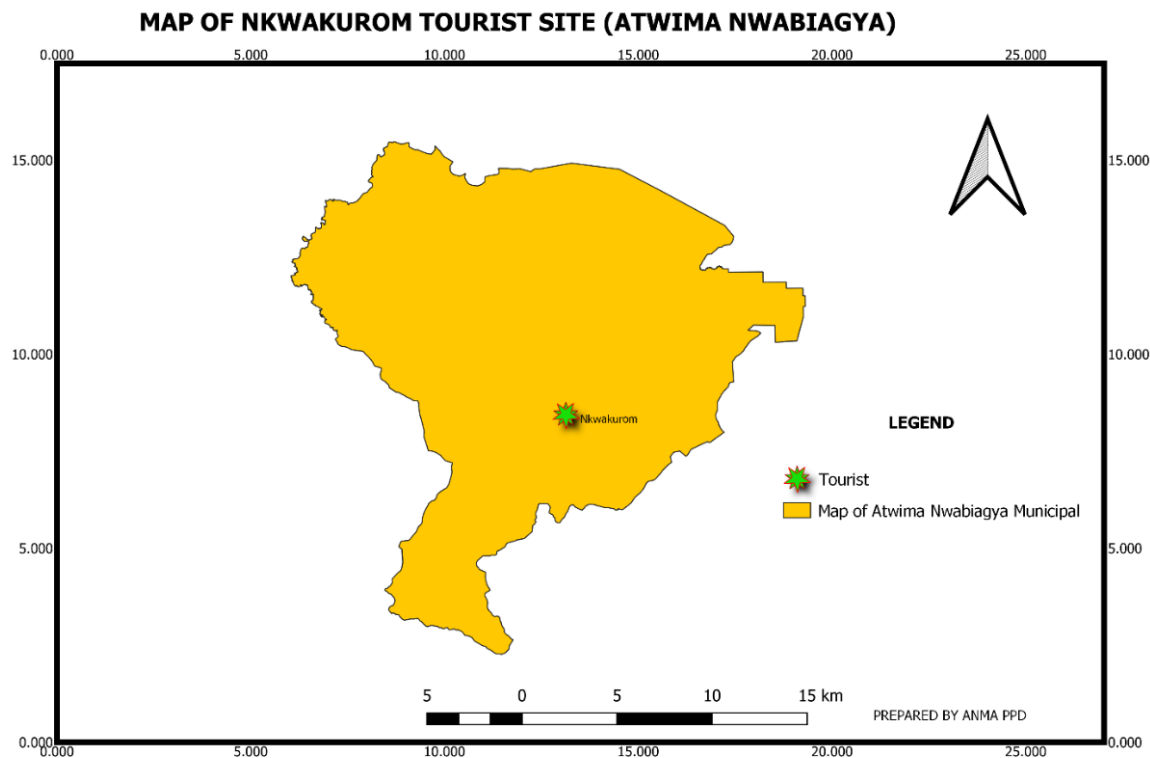 MAP OF NKWAKUROM TOURIST SITE (ATWIMA NWABIAGYA)
0.000 5.000 10.000 15.000 20.000 25.000
15.000 15.000
10.000 10.000
Nkwakurom
LEGEND
Tourist
Map of Atwima Nwabiagya Municipal
5.000 5.000
5 0 5 10 15 km
PREPARED BY ANMA PPD
0.000 0.000
0.000 5.000 10.000 15.000 20.000 25.000